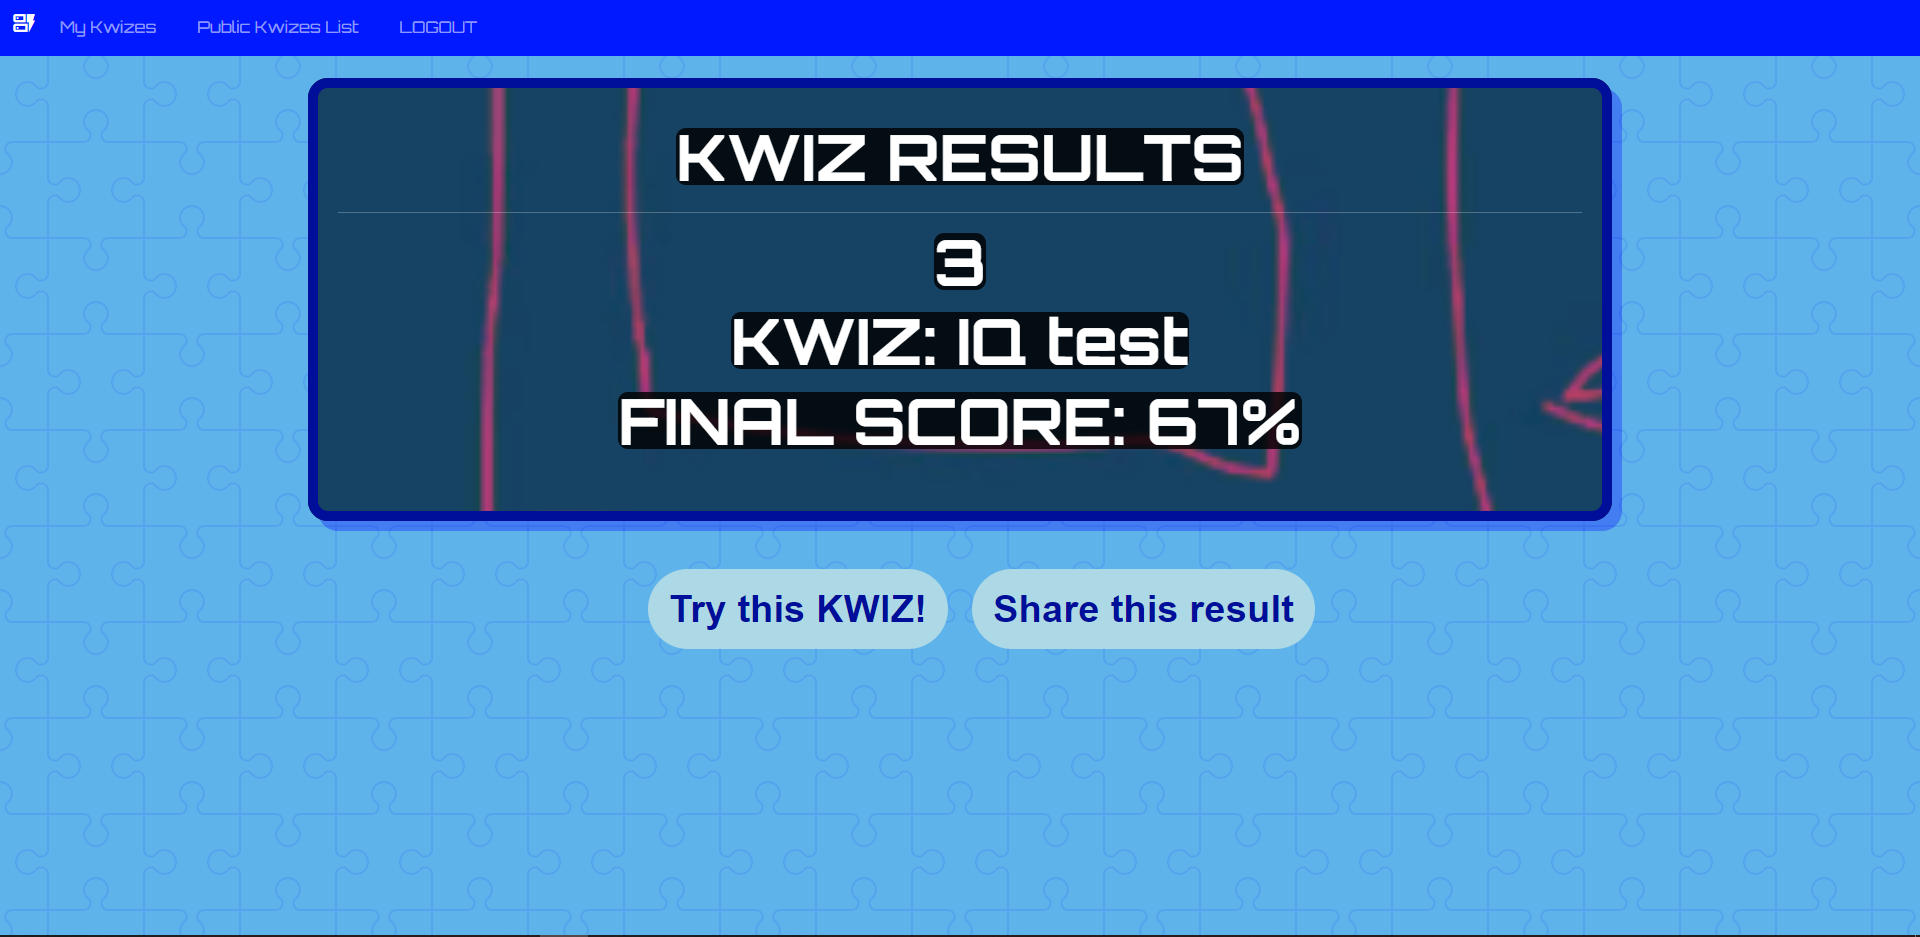 My Kwizes Public Kwizes List LOGOUT
KWIZ RESULTS
3
KWIZ: IQ test
FINAL SCORE: 67%
Try this KWIZ! Share this result